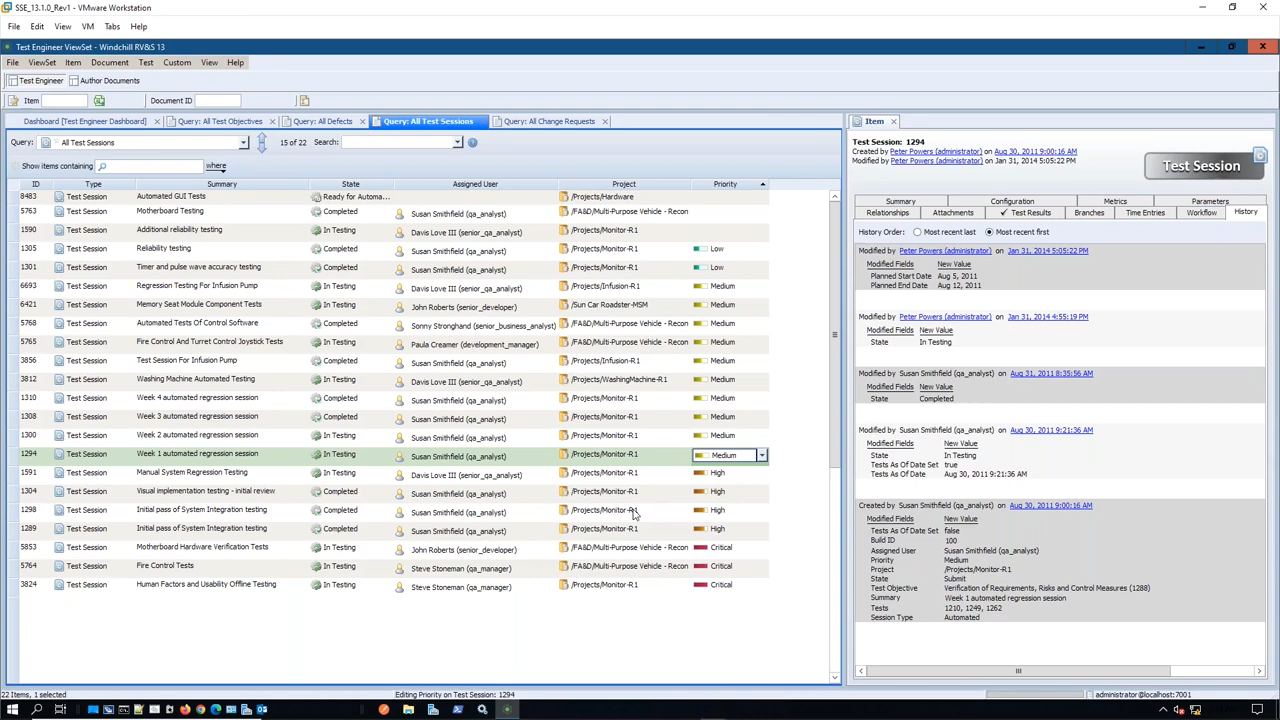 SSE_13.1.0_Rev1 - VMware Workstation
File Edit View VM Tabs Help
Test Engineer ViewSet - Windchill RV&S 13
File ViewSet Item Document Test Custom View Help
Test Engineer Author Documents
Item Document ID
Dashboard [Test Engineer Dashboard] Query: All Test Objectives Query: All Defects Query: All Test Sessions Query: All Change Requests
Query: All Test Sessions 15 of 22 Search:
Show items containing where
ID Type Summary State Assigned User Project Priority
8483 Test Session Automated GUI Tests Ready for Automa... /Projects/Hardware
5763 Test Session Motherboard Testing Completed Susan Smithfield (qa_analyst) /FA&D/Multi-Purpose Vehicle - Recon
1590 Test Session Additional reliability testing In Testing Davis Love III (senior_qa_analyst) /Projects/Monitor-R1
1305 Test Session Reliability testing Completed Susan Smithfield (qa_analyst) /Projects/Monitor-R1 Low
1301 Test Session Timer and pulse wave accuracy testing Completed Susan Smithfield (qa_analyst) /Projects/Monitor-R1 Low
6693 Test Session Regression Testing For Infusion Pump In Testing Davis Love III (senior_qa_analyst) /Projects/Infusion-R1 Medium
6421 Test Session Memory Seat Module Component Tests In Testing John Roberts (senior_developer) /Sun Car Roadster-MSM Medium
5768 Test Session Automated Tests Of Control Software Completed Sonny Stronghand (senior_business_analyst) /FA&D/Multi-Purpose Vehicle - Recon Medium
5765 Test Session Fire Control And Turret Control Joystick Tests In Testing Paula Creamer (development_manager) /FA&D/Multi-Purpose Vehicle - Recon Medium
3856 Test Session Test Session For Infusion Pump Completed Susan Smithfield (qa_analyst) /Projects/Infusion-R1 Medium
3812 Test Session Washing Machine Automated Testing In Testing Davis Love III (senior_qa_analyst) /Projects/WashingMachine-R1 Medium
1310 Test Session Week 4 automated regression session Completed Susan Smithfield (qa_analyst) /Projects/Monitor-R1 Medium
1308 Test Session Week 3 automated regression session Completed Susan Smithfield (qa_analyst) /Projects/Monitor-R1 Medium
1300 Test Session Week 2 automated regression session In Testing Susan Smithfield (qa_analyst) /Projects/Monitor-R1 Medium
1294 Test Session Week 1 automated regression session In Testing Susan Smithfield (qa_analyst) /Projects/Monitor-R1 Medium
1591 Test Session Manual System Regression Testing In Testing Davis Love III (senior_qa_analyst) /Projects/Monitor-R1 High
1304 Test Session Visual implementation testing - initial review Completed Susan Smithfield (qa_analyst) /Projects/Monitor-R1 High
1298 Test Session Initial pass of System Integration testing In Testing Susan Smithfield (qa_analyst) /Projects/Monitor-R1 High
1289 Test Session Initial pass of System Integration testing In Testing Susan Smithfield (qa_analyst) /Projects/Monitor-R1 High
5853 Test Session Motherboard Hardware Verification Tests In Testing John Roberts (senior_developer) /FA&D/Multi-Purpose Vehicle - Recon Critical
5764 Test Session Fire Control Tests In Testing Steve Stoneman (qa_manager) /FA&D/Multi-Purpose Vehicle - Recon Critical
3824 Test Session Human Factors and Usability Offline Testing In Testing Steve Stoneman (qa_manager) /Projects/Monitor-R1 Critical
Item
Test Session: 1294
Created by Peter Powers (administrator) on Aug 30, 2011 9:00:16 AM
Modified by Peter Powers (administrator) on Jan 31, 2014 5:05:22 PM
Test Session
Summary Configuration Metrics Parameters
Relationships Attachments Test Results Branches Time Entries Workflow History
History Order: Most recent last Most recent first
Modified by Peter Powers (administrator) on Jan 31, 2014 5:05:22 PM
Modified Fields New Value
Planned Start Date Aug 5, 2011
Planned End Date Aug 12, 2011
Modified by Peter Powers (administrator) on Jan 31, 2014 4:55:19 PM
Modified Fields New Value
State In Testing
Modified by Susan Smithfield (qa_analyst) on Aug 31, 2011 8:35:56 AM
Modified Fields New Value
State Completed
Modified by Susan Smithfield (qa_analyst) on Aug 30, 2011 9:21:36 AM
Modified Fields New Value
State In Testing
Tests As Of Date Set true
Tests As Of Date Aug 30, 2011 9:21:36 AM
Created by Susan Smithfield (qa_analyst) on Aug 30, 2011 9:00:16 AM
Modified Fields New Value
Tests As Of Date Set false
Build ID 100
Assigned User Susan Smithfield (qa_analyst)
Priority Medium
Project /Projects/Monitor-R1
State Submit
Test Objective Verification of Requirements, Risks and Control Measures (1288)
Summary Week 1 automated regression session
Tests 1210, 1249, 1262
Session Type Automated
22 Items, 1 selected Editing Priority on Test Session: 1294 administrator@localhost:7001